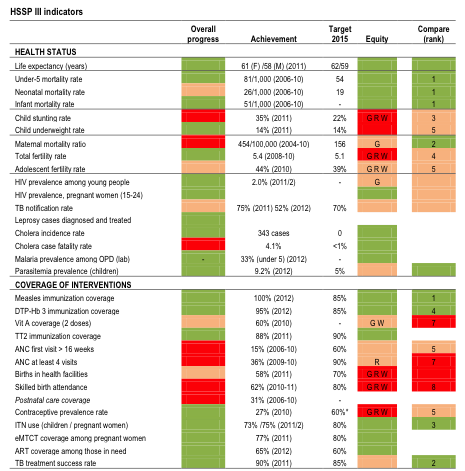 HSSP III indicators
Overall progress Achievement Target 2015 Equity Compare (rank)
HEALTH STATUS
Life expectancy (years) 61 (F) /58 (M) (2011) 62/59
Under-5 mortality rate 81/1,000 (2006-10) 54 1
Neonatal mortality rate 26/1,000 (2006-10) 19 1
Infant mortality rate 51/1,000 (2006-10) - 1
Child stunting rate 35% (2011) 22% G R W 3
Child underweight rate 14% (2011) 14% 5
Maternal mortality ratio 454/100,000 (2004-10) 156 G 2
Total fertility rate 5.4 (2008-10) 5.1 G R W 4
Adolescent fertility rate 44% (2010) 39% G R W 5
HIV prevalence among young people 2.0% (2011/2) - G
HIV prevalence, pregnant women (15-24)
TB notification rate 75% (2011) 52% (2012) 70%
Leprosy cases diagnosed and treated
Cholera incidence rate 343 cases 0
Cholera case fatality rate 4.1% <1%
Malaria prevalence among OPD (lab) - 33% (under 5) (2012) -
Parasitemia prevalence (children) 9.2% (2012) 5%
COVERAGE OF INTERVENTIONS
Measles immunization coverage 100% (2012) 85% 1
DTP-Hb 3 immunization coverage 95% (2012) 85% 4
Vit A coverage (2 doses) 60% (2010) - G W 7
TT2 immunization coverage 88% (2011) 90%
ANC first visit > 16 weeks 15% (2006-10) 60% 5
ANC at least 4 visits 36% (2009-10) 90% R 7
Births in health facilities 58% (2011) 70% G R W
Skilled birth attendance 62% (2010-11) 80% G R W 6
Postnatal care coverage 31% (2006-10) -
Contraceptive prevalence rate 27% (2010) 60%* G R W 5
ITN use (children / pregnant women) 73% /75% (2011/2) 80% 3
eMTCT coverage among pregnant women 77% (2011) 80%
ART coverage among those in need 65% (2012) 60%
TB treatment success rate 90% (2011) 85% 2